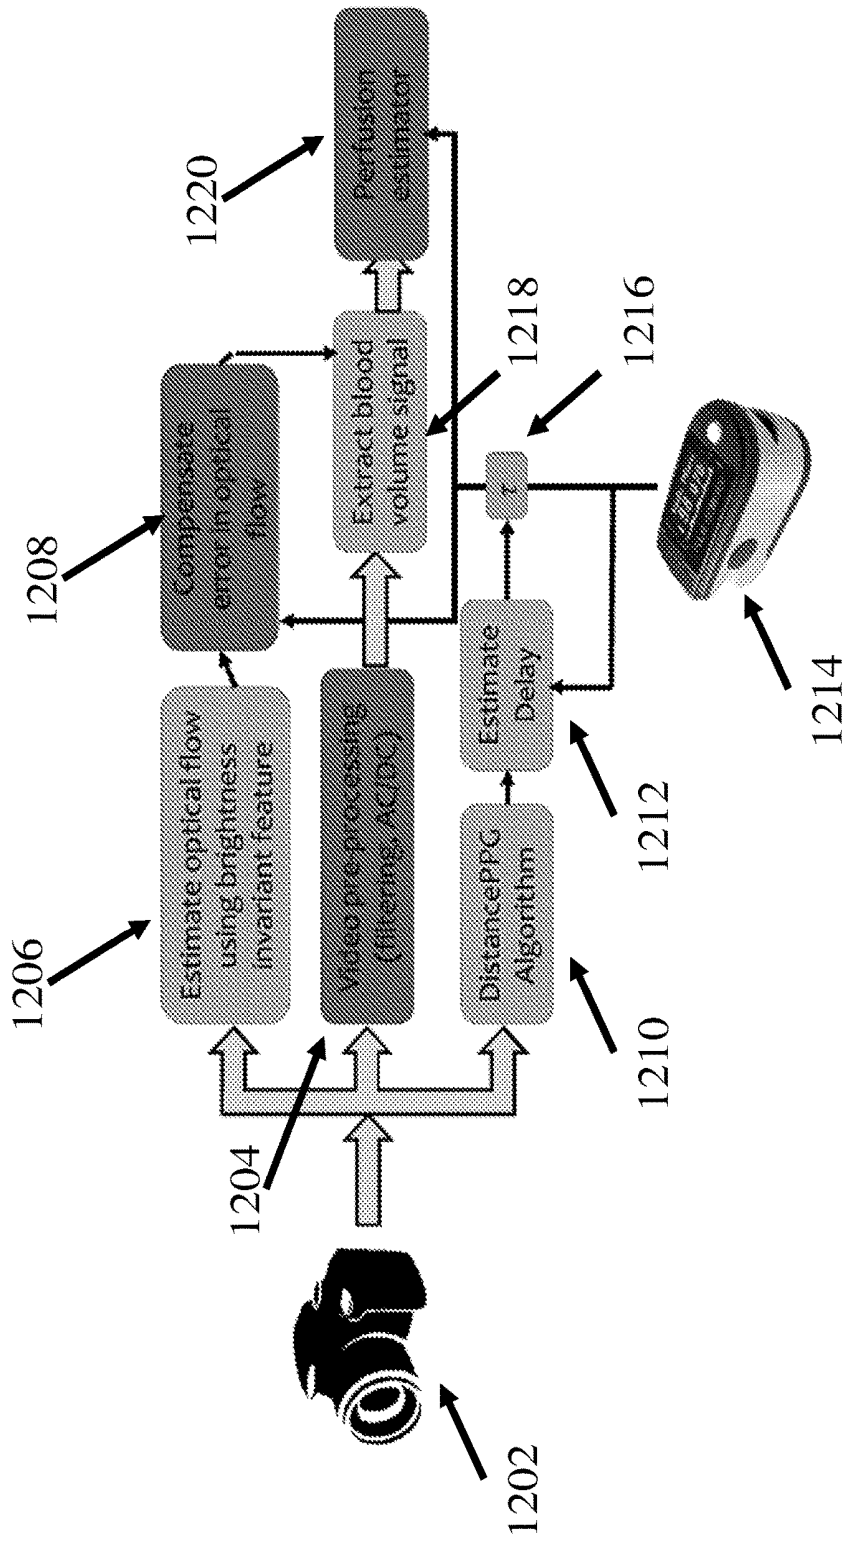 1206
Estimate optical flow
using brightness
invariant feature
1208
Compensate
error in optical
flow
1220
Perfusion
estimator
1204
Video pre-processing
(filtering, AC/DC)
Extract blood
volume signal
1218
1202
DistancePPG
Algorithm
1210
Estimate
Delay
1212
τ
1216
1214